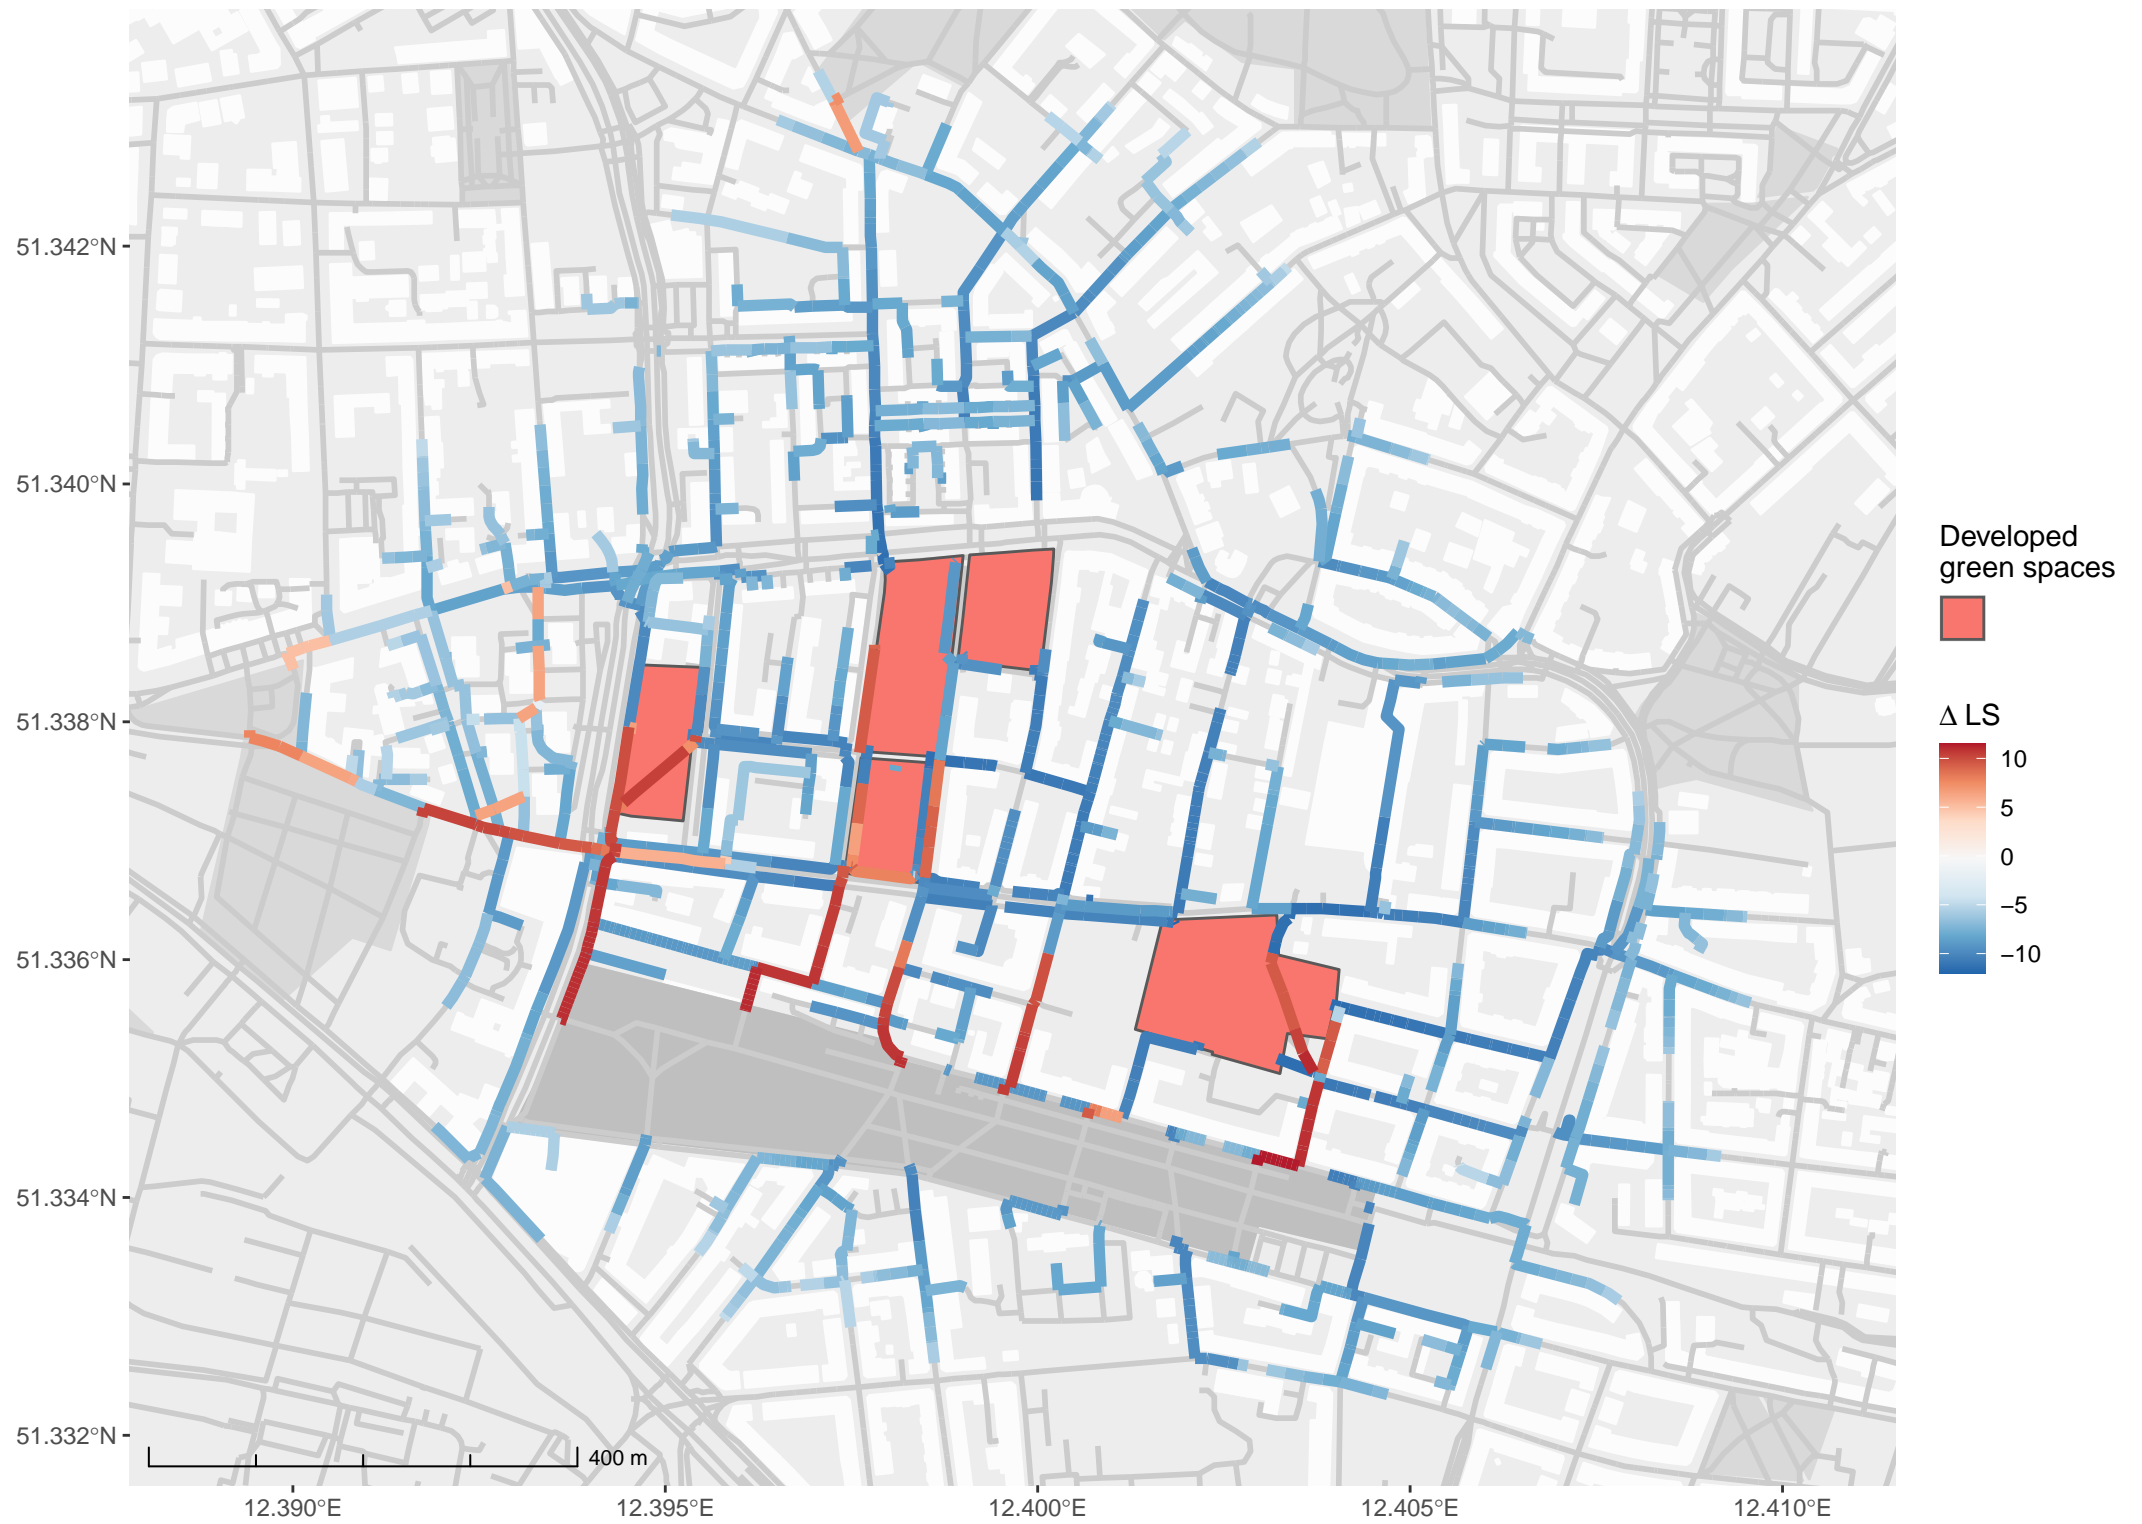 51.342°N
51.340°N
51.338°N
51.336°N
51.334°N
51.332°N
400 m
12.390°E
12.395°E
12.400°E
12.405°E
12.410°E
Developed
green spaces
Δ LS
10
5
0
−5
−10